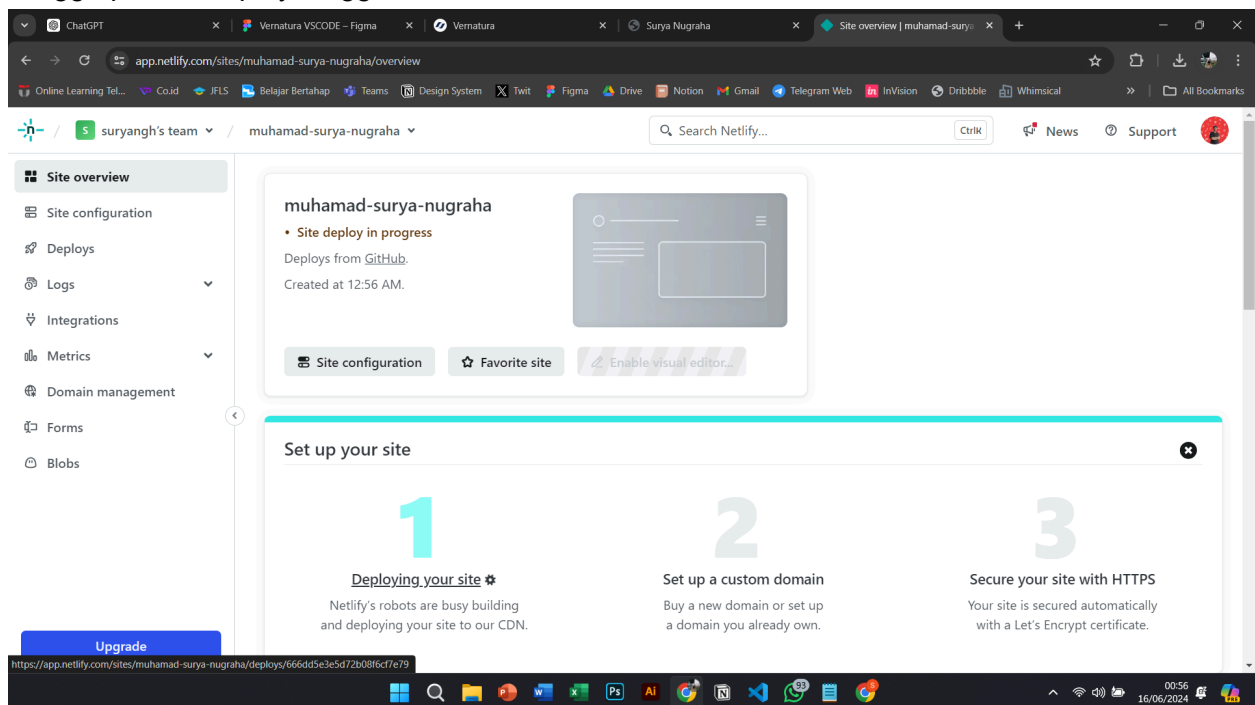 ChatGPT
Vernatura VSCODE – Figma
Vernatura
Surya Nugraha
Site overview | muhamad-surya
app.netlify.com/sites/muhamad-surya-nugraha/overview
Online Learning Tel...
Co.id
JFLS
Belajar Bertahap
Teams
Design System
Twit
Figma
Drive
Notion
Gmail
Telegram Web
InVision
Dribbble
Whimsical
All Bookmarks
S suryangh's team / muhamad-surya-nugraha
Search Netlify...
CtrlK
News
Support
Site overview
Site configuration
Deploys
Logs
Integrations
Metrics
Domain management
Forms
Blobs
Upgrade
muhamad-surya-nugraha
• Site deploy in progress
Deploys from GitHub.
Created at 12:56 AM.
Site configuration
Favorite site
Enable visual editor...
Set up your site
1
Deploying your site
Netlify's robots are busy building
and deploying your site to our CDN.
2
Set up a custom domain
Buy a new domain or set up
a domain you already own.
3
Secure your site with HTTPS
Your site is secured automatically
with a Let's Encrypt certificate.
https://app.netlify.com/sites/muhamad-surya-nugraha/deploys/666dd5e3e5d72b08f6cf7e79
Ps
Ai
93
00:56
16/06/2024